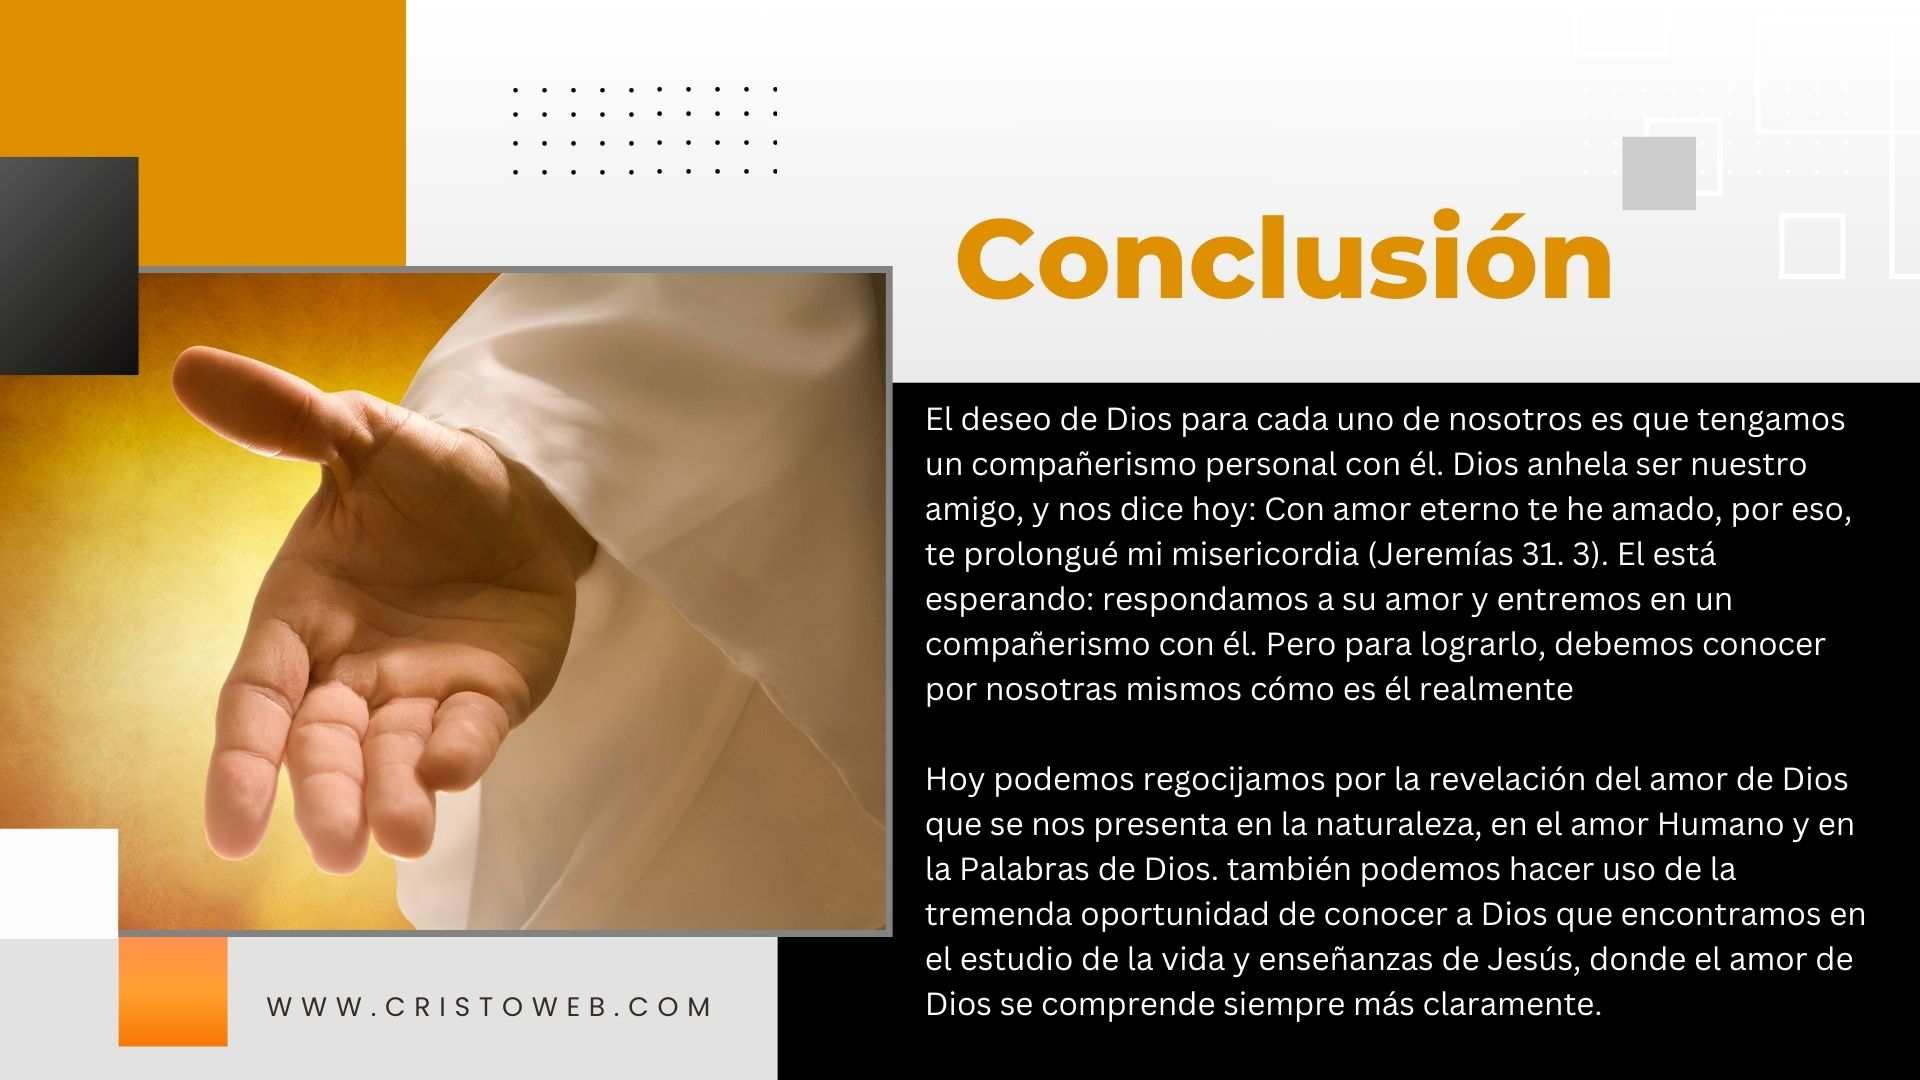 Conclusión
El deseo de Dios para cada uno de nosotros es que tengamos
un compañerismo personal con él. Dios anhela ser nuestro
amigo, y nos dice hoy: Con amor eterno te he amado, por eso,
te prolongué mi misericordia (Jeremías 31. 3). El está
esperando: respondamos a su amor y entremos en un
compañerismo con él. Pero para lograrlo, debemos conocer
por nosotras mismos cómo es él realmente
Hoy podemos regocijamos por la revelación del amor de Dios
que se nos presenta en la naturaleza, en el amor Humano y en
la Palabras de Dios. también podemos hacer uso de la
tremenda oportunidad de conocer a Dios que encontramos en
el estudio de la vida y enseñanzas de Jesús, donde el amor de
Dios se comprende siempre más claramente.
WWW.CRISTOWEB.COM